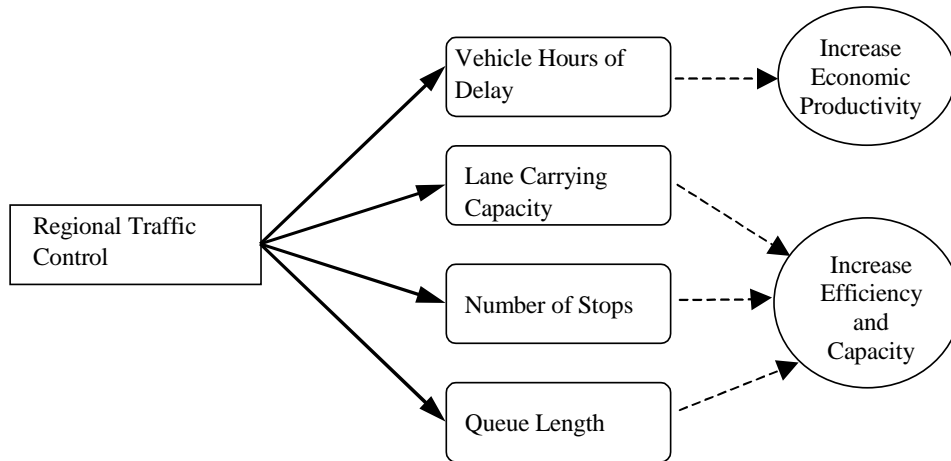 Regional Traffic
Control
Vehicle Hours of
Delay
Lane Carrying
Capacity
Number of Stops
Queue Length
Increase
Economic
Productivity
Increase
Efficiency
and
Capacity